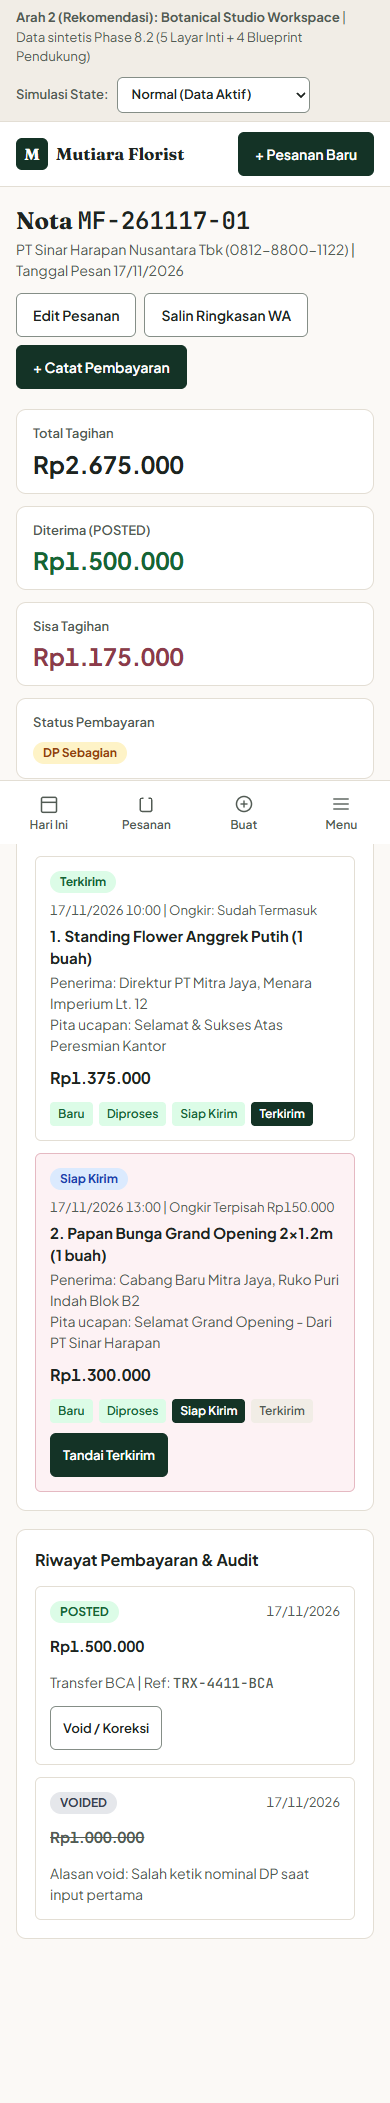 Arah 2 (Rekomendasi): Botanical Studio Workspace |
Data sintetis Phase 8.2 (5 Layar Inti + 4 Blueprint
Pendukung)
Simulasi State: Normal (Data Aktif)
M Mutiara Florist + Pesanan Baru
Nota MF-261117-01
PT Sinar Harapan Nusantara Tbk (0812-8800-1122) |
Tanggal Pesan 17/11/2026
Edit Pesanan Salin Ringkasan WA
+ Catat Pembayaran
Total Tagihan
Rp2.675.000
Diterima (POSTED)
Rp1.500.000
Sisa Tagihan
Rp1.175.000
Status Pembayaran
DP Sebagian
Hari Ini Pesanan Buat Menu
Terkirim
17/11/2026 10:00 | Ongkir: Sudah Termasuk
1. Standing Flower Anggrek Putih (1
buah)
Penerima: Direktur PT Mitra Jaya, Menara
Imperium Lt. 12
Pita ucapan: Selamat & Sukses Atas
Peresmian Kantor
Rp1.375.000
Baru Diproses Siap Kirim Terkirim
Siap Kirim
17/11/2026 13:00 | Ongkir Terpisah Rp150.000
2. Papan Bunga Grand Opening 2×1.2m
(1 buah)
Penerima: Cabang Baru Mitra Jaya, Ruko Puri
Indah Blok B2
Pita ucapan: Selamat Grand Opening - Dari
PT Sinar Harapan
Rp1.300.000
Baru Diproses Siap Kirim Terkirim
Tandai Terkirim
Riwayat Pembayaran & Audit
POSTED 17/11/2026
Rp1.500.000
Transfer BCA | Ref: TRX-4411-BCA
Void / Koreksi
VOIDED 17/11/2026
Rp1.000.000
Alasan void: Salah ketik nominal DP saat
input pertama